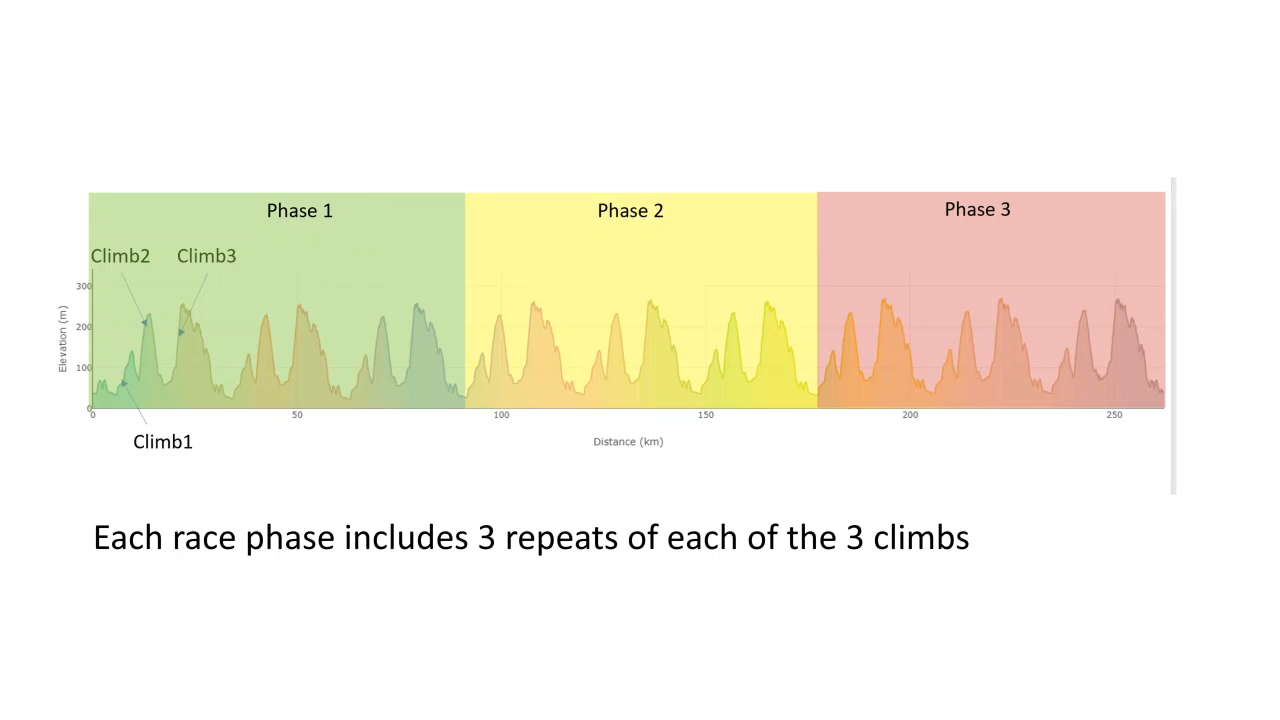 Phase 1
Phase 2
Phase 3
Climb2
Climb3
300
200
100
0
Elevation (m)
0
50
100
150
200
250
Distance (km)
Climb1
Each race phase includes 3 repeats of each of the 3 climbs